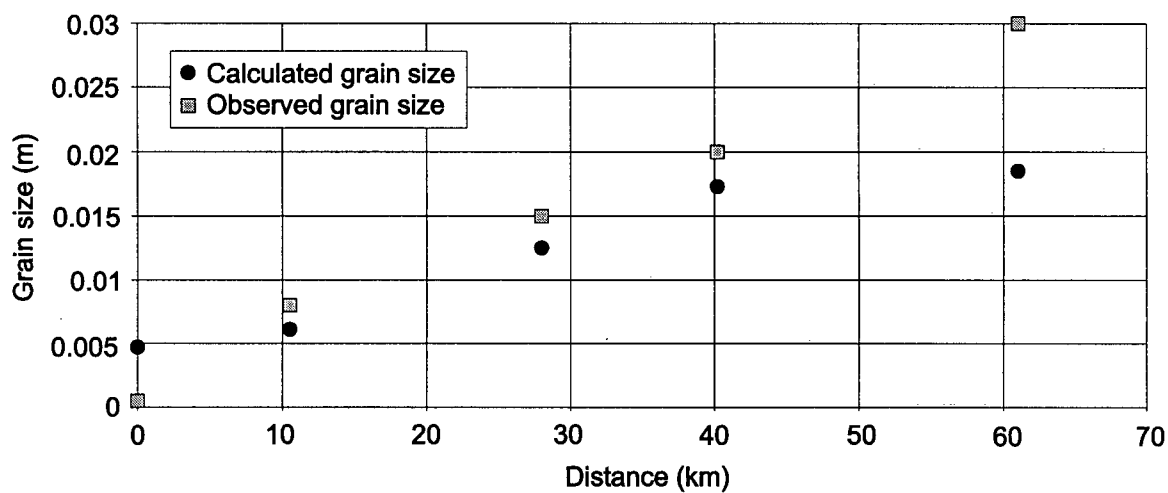 0.03
0.025
0.02
0.015
0.01
0.005
0
Grain size (m)
Calculated grain size
Observed grain size
0 10 20 30 40 50 60 70
Distance (km)